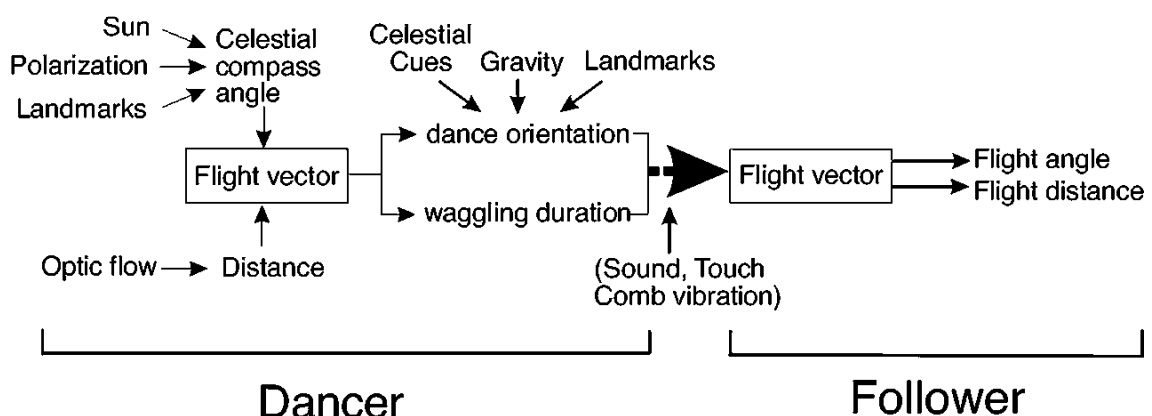 Sun
Polarization
Landmarks
Celestial
compass
angle
Celestial
Cues
Gravity
Landmarks
dance orientation
Flight vector
waggling duration
Optic flow
Distance
(Sound, Touch
Comb vibration)
Flight vector
Flight angle
Flight distance
Dancer
Follower